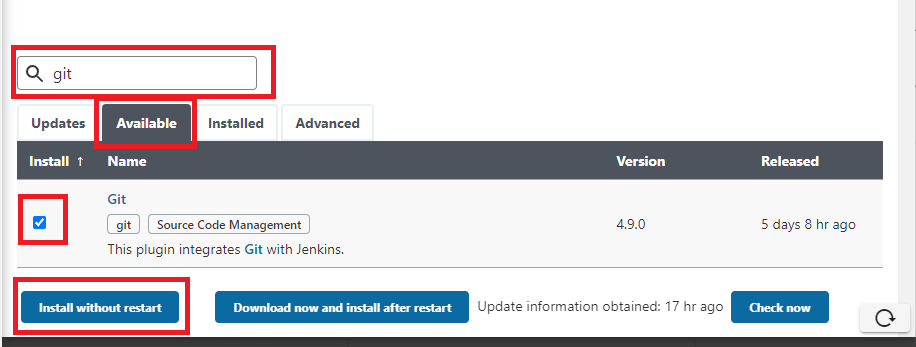 git
Updates Available Installed Advanced
Install ↑ Name Version Released
Git
git Source Code Management 4.9.0 5 days 8 hr ago
This plugin integrates Git with Jenkins.
Install without restart Download now and install after restart Update information obtained: 17 hr ago Check now